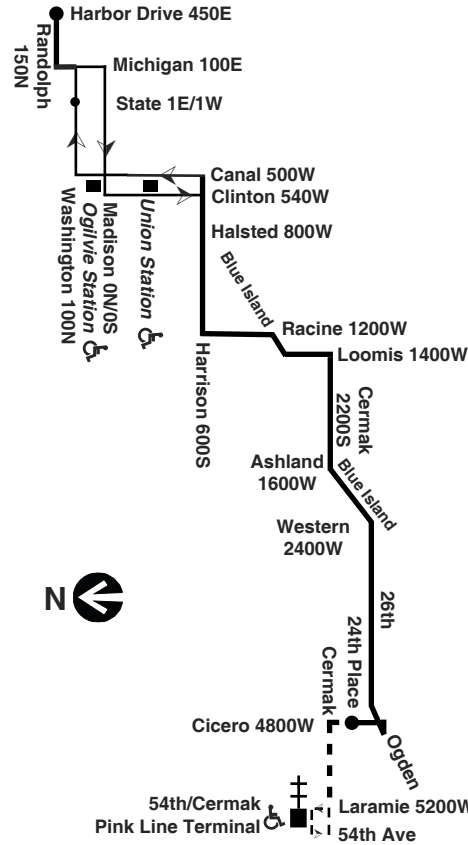 Harbor Drive 450E
Randolph
150N
Michigan 100E
State 1E/1W
Canal 500W
Clinton 540W
Washington 100N
Ogilvie Station
Madison 0N/0S
Union Station
Halsted 800W
Blue Island
Harrison 600S
Racine 1200W
Loomis 1400W
Cermak
2200S
Ashland
1600W
Blue Island
Western
2400W
N
26th
24th Place
Cermak
Cicero 4800W
Ogden
54th/Cermak
Pink Line Terminal
Laramie 5200W
54th Ave